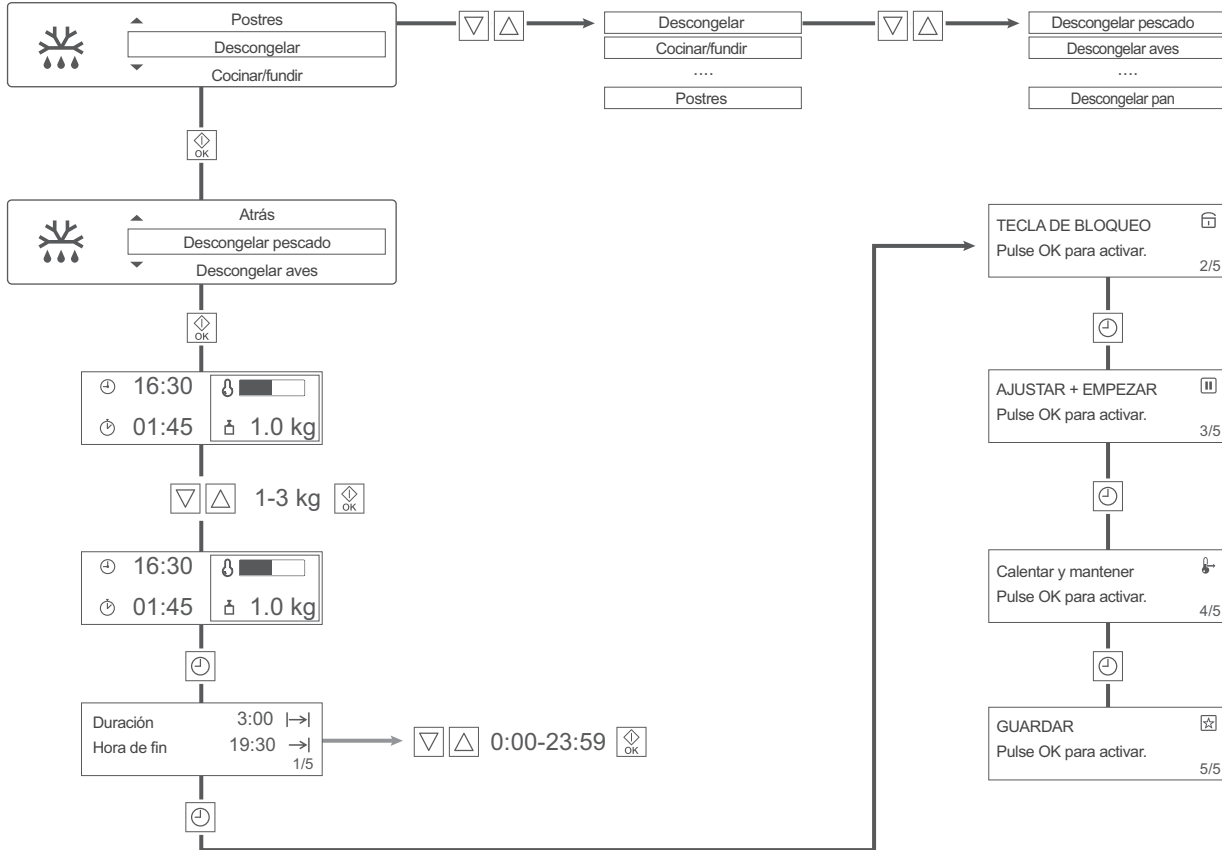 Postres
Descongelar
Cocinar/fundir
Descongelar
Cocinar/fundir
....
Postres
Descongelar pescado
Descongelar aves
....
Descongelar pan
OK
Atrás
Descongelar pescado
Descongelar aves
OK
16:30
01:45
1.0 kg
1-3 kg
OK
16:30
01:45
1.0 kg
Duración 3:00
Hora de fin 19:30
1/5
0:00-23:59
OK
TECLA DE BLOQUEO
Pulse OK para activar.
2/5
AJUSTAR + EMPEZAR
Pulse OK para activar.
3/5
Calentar y mantener
Pulse OK para activar.
4/5
GUARDAR
Pulse OK para activar.
5/5